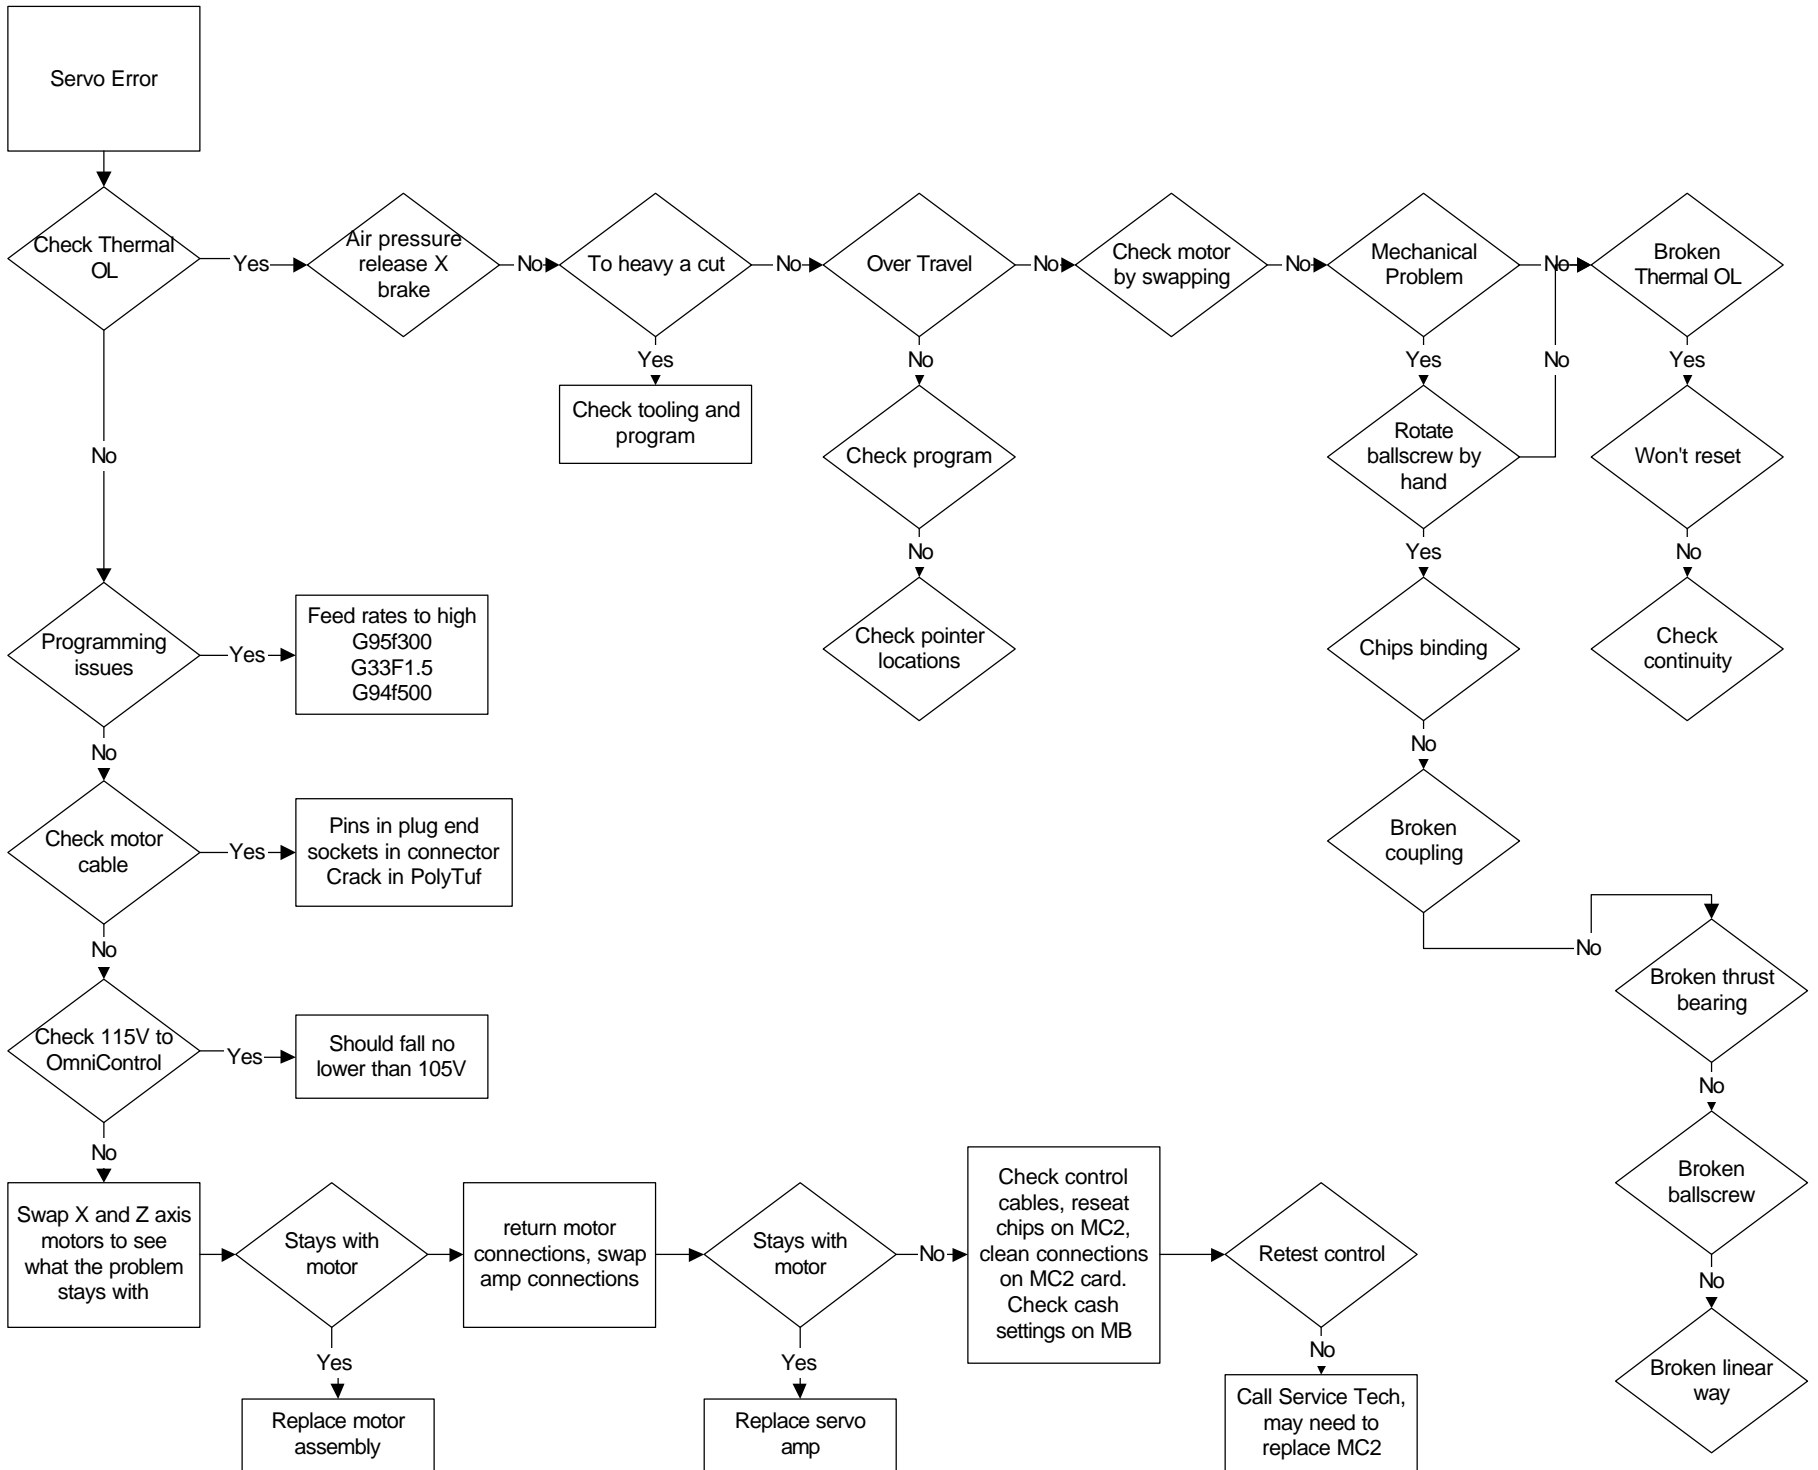 Servo Error
Check Thermal
OL
Yes
Air pressure
release X
brake
No
To heavy a cut
No
Over Travel
No
Check motor
by swapping
No
Mechanical
Problem
No
Broken
Thermal OL
Yes
Check tooling and
program
No
Check program
No
Check pointer
locations
Yes
Rotate
ballscrew by
hand
No
Yes
Chips binding
No
Broken
coupling
No
Broken thrust
bearing
No
Broken
ballscrew
No
Broken linear
way
Yes
Won't reset
No
Check
continuity
No
Programming
issues
Yes
Feed rates to high
G95f300
G33F1.5
G94f500
No
Check motor
cable
Yes
Pins in plug end
sockets in connector
Crack in PolyTuf
No
Check 115V to
OmniControl
Yes
Should fall no
lower than 105V
No
Swap X and Z axis
motors to see
what the problem
stays with
Stays with
motor
Yes
Replace motor
assembly
return motor
connections, swap
amp connections
Stays with
motor
Yes
Replace servo
amp
No
Check control
cables, reseat
chips on MC2,
clean connections
on MC2 card.
Check cash
settings on MB
Retest control
No
Call Service Tech,
may need to
replace MC2